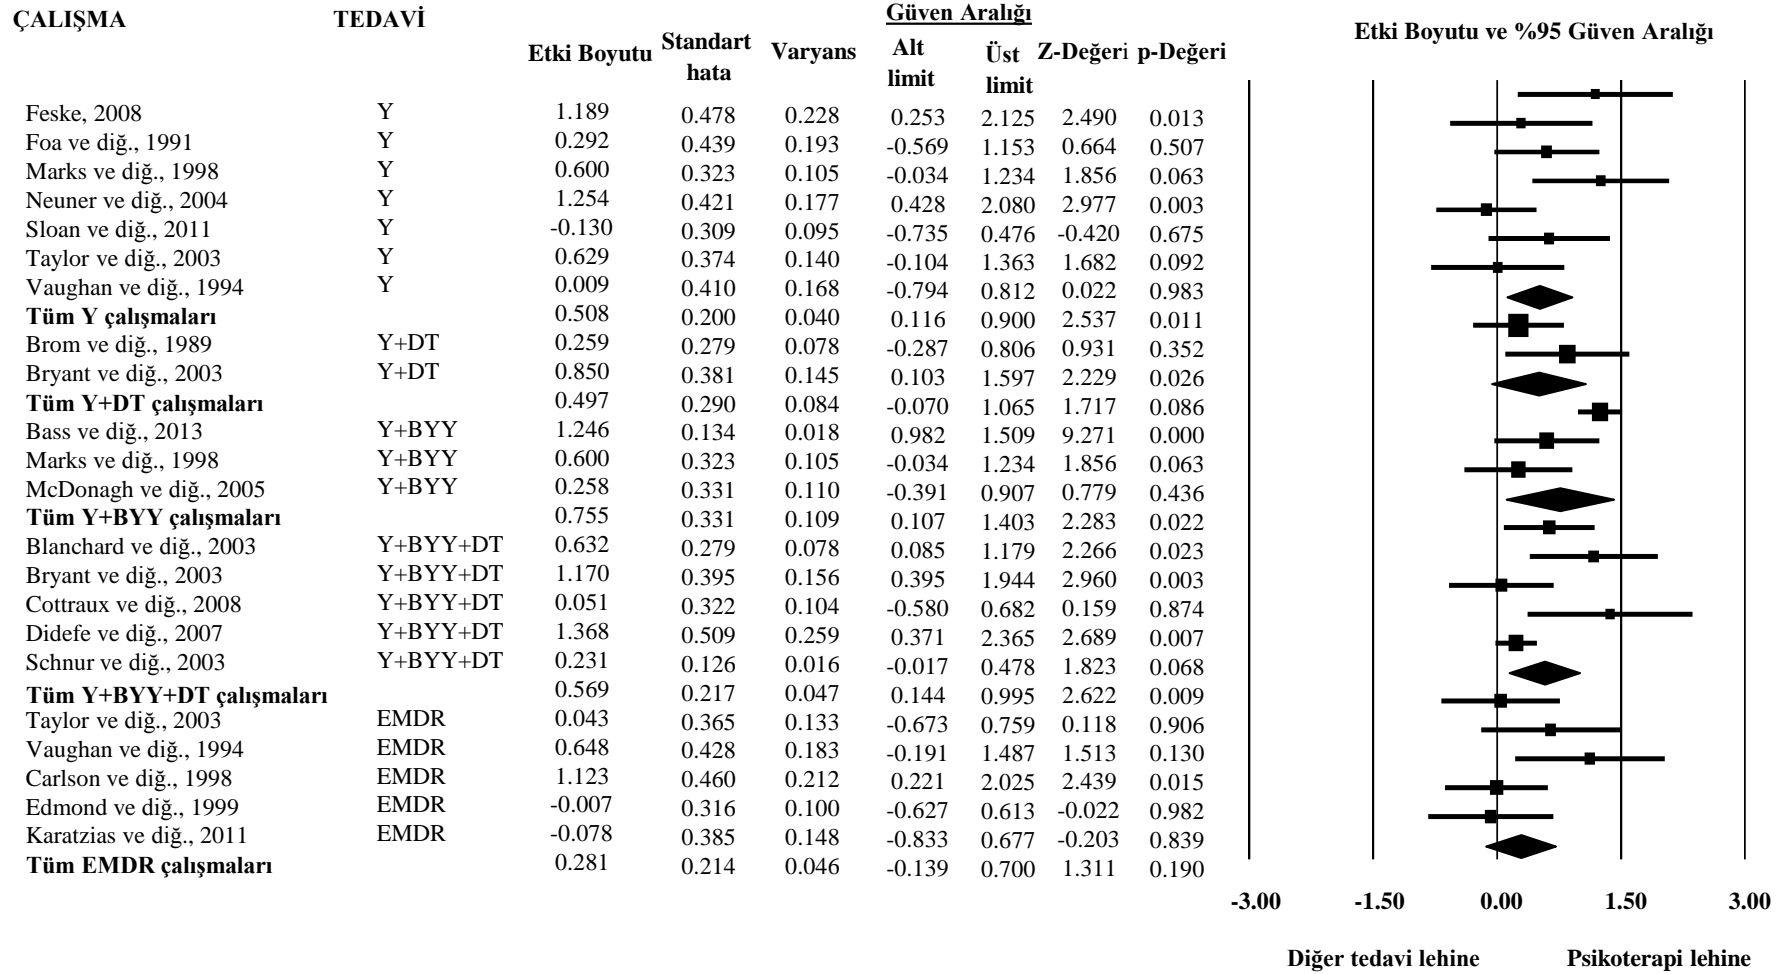 ÇALIŞMA TEDAVİ Güven Aralığı Etki Boyutu ve %95 Güven Aralığı
Etki Boyutu Standart hata Varyans Alt limit Üst limit Z-Değeri p-Değeri
Feske, 2008 Y 1.189 0.478 0.228 0.253 2.125 2.490 0.013
Foa ve diğ., 1991 Y 0.292 0.439 0.193 -0.569 1.153 0.664 0.507
Marks ve diğ., 1998 Y 0.600 0.323 0.105 -0.034 1.234 1.856 0.063
Neuner ve diğ., 2004 Y 1.254 0.421 0.177 0.428 2.080 2.977 0.003
Sloan ve diğ., 2011 Y -0.130 0.309 0.095 -0.735 0.476 -0.420 0.675
Taylor ve diğ., 2003 Y 0.629 0.374 0.140 -0.104 1.363 1.682 0.092
Vaughan ve diğ., 1994 Y 0.009 0.410 0.168 -0.794 0.812 0.022 0.983
Tüm Y çalışmaları 0.508 0.200 0.040 0.116 0.900 2.537 0.011
Brom ve diğ., 1989 Y+DT 0.259 0.279 0.078 -0.287 0.806 0.931 0.352
Bryant ve diğ., 2003 Y+DT 0.850 0.381 0.145 0.103 1.597 2.229 0.026
Tüm Y+DT çalışmaları 0.497 0.290 0.084 -0.070 1.065 1.717 0.086
Bass ve diğ., 2013 Y+BYY 1.246 0.134 0.018 0.982 1.509 9.271 0.000
Marks ve diğ., 1998 Y+BYY 0.600 0.323 0.105 -0.034 1.234 1.856 0.063
McDonagh ve diğ., 2005 Y+BYY 0.258 0.331 0.110 -0.391 0.907 0.779 0.436
Tüm Y+BYY çalışmaları 0.755 0.331 0.109 0.107 1.403 2.283 0.022
Blanchard ve diğ., 2003 Y+BYY+DT 0.632 0.279 0.078 0.085 1.179 2.266 0.023
Bryant ve diğ., 2003 Y+BYY+DT 1.170 0.395 0.156 0.395 1.944 2.960 0.003
Cottraux ve diğ., 2008 Y+BYY+DT 0.051 0.322 0.104 -0.580 0.682 0.159 0.874
Didefe ve diğ., 2007 Y+BYY+DT 1.368 0.509 0.259 0.371 2.365 2.689 0.007
Schnur ve diğ., 2003 Y+BYY+DT 0.231 0.126 0.016 -0.017 0.478 1.823 0.068
Tüm Y+BYY+DT çalışmaları 0.569 0.217 0.047 0.144 0.995 2.622 0.009
Taylor ve diğ., 2003 EMDR 0.043 0.365 0.133 -0.673 0.759 0.118 0.906
Vaughan ve diğ., 1994 EMDR 0.648 0.428 0.183 -0.191 1.487 1.513 0.130
Carlson ve diğ., 1998 EMDR 1.123 0.460 0.212 0.221 2.025 2.439 0.015
Edmond ve diğ., 1999 EMDR -0.007 0.316 0.100 -0.627 0.613 -0.022 0.982
Karatzias ve diğ., 2011 EMDR -0.078 0.385 0.148 -0.833 0.677 -0.203 0.839
Tüm EMDR çalışmaları 0.281 0.214 0.046 -0.139 0.700 1.311 0.190
-3.00 -1.50 0.00 1.50 3.00
Diğer tedavi lehine Psikoterapi lehine